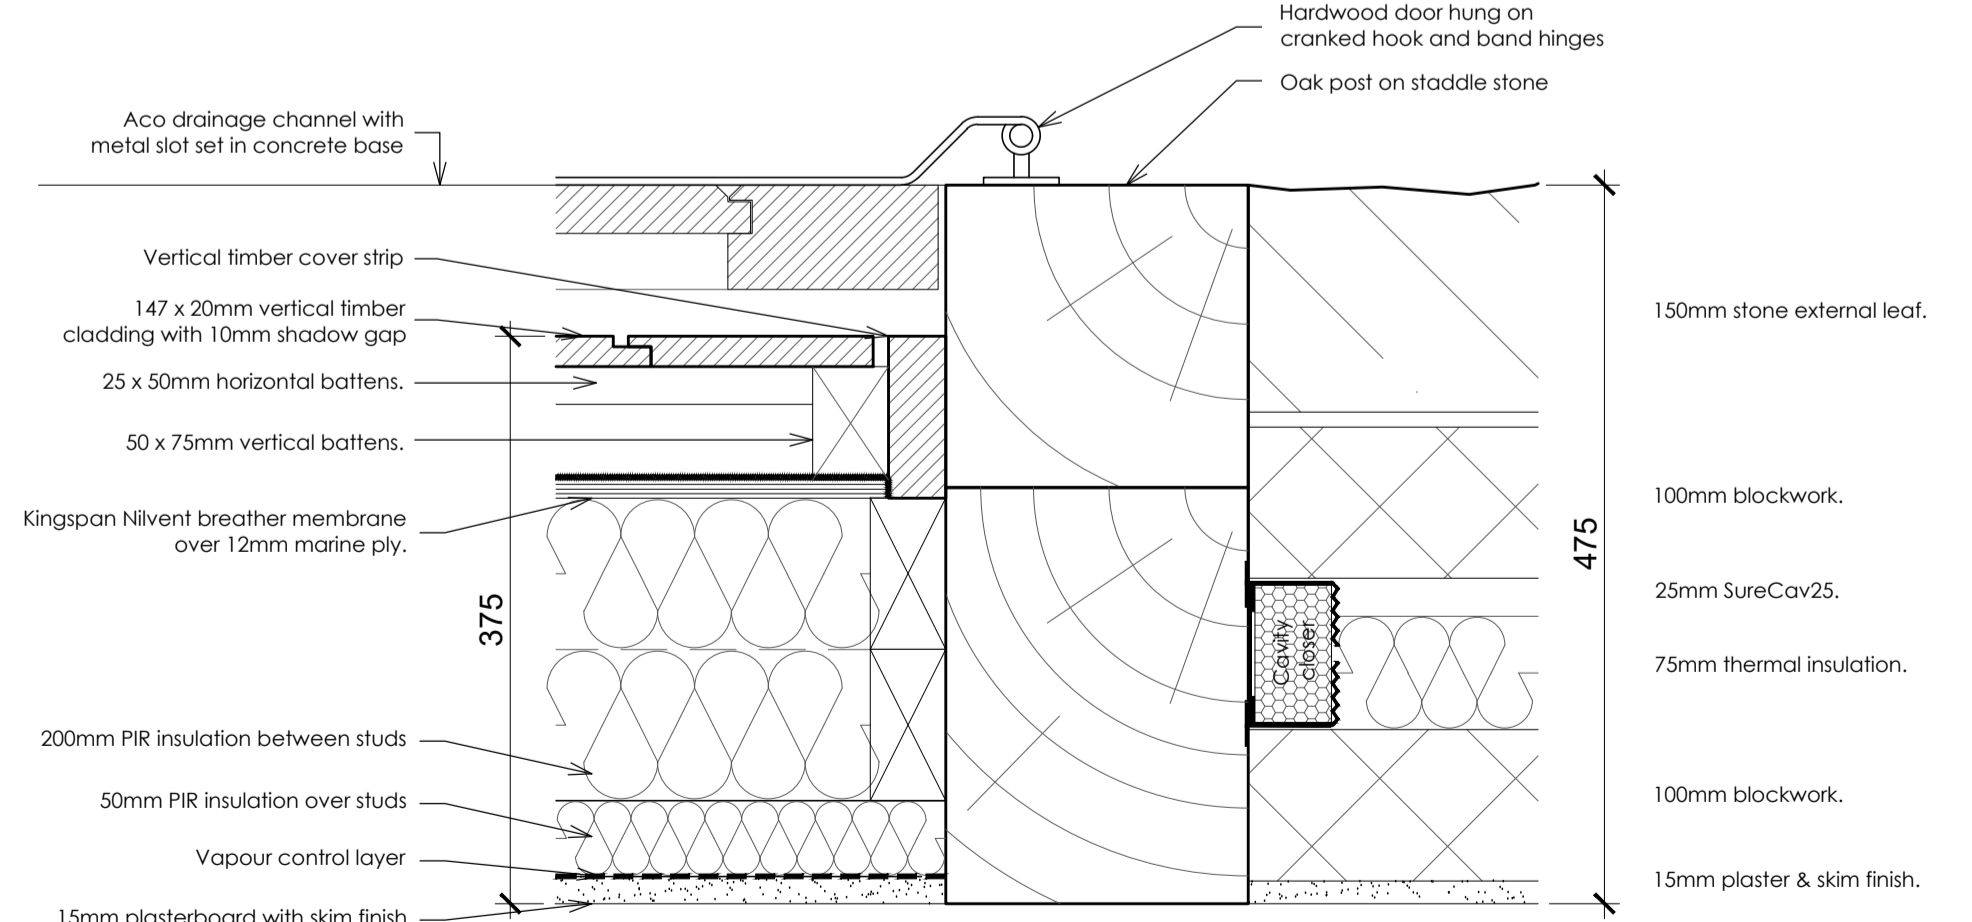 Hardwood door hung on
cranked hook and band hinges
Oak post on staddle stone
Aco drainage channel with
metal slot set in concrete base
Vertical timber cover strip
147 x 20mm vertical timber
cladding with 10mm shadow gap
25 x 50mm horizontal battens.
50 x 75mm vertical battens.
Kingspan Nilvent breather membrane
over 12mm marine ply.
375
200mm PIR insulation between studs
50mm PIR insulation over studs
Vapour control layer
15mm plasterboard with skim finish
Cavity
closer
475
150mm stone external leaf.
100mm blockwork.
25mm SureCav25.
75mm thermal insulation.
100mm blockwork.
15mm plaster & skim finish.